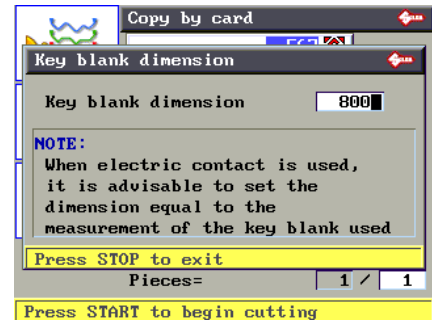 Copy by card
Key blank dimension
Key blank dimension 800
NOTE:
When electric contact is used,
it is advisable to set the
dimension equal to the
measurement of the key blank used
Press STOP to exit
Pieces= 1 / 1
Press START to begin cutting